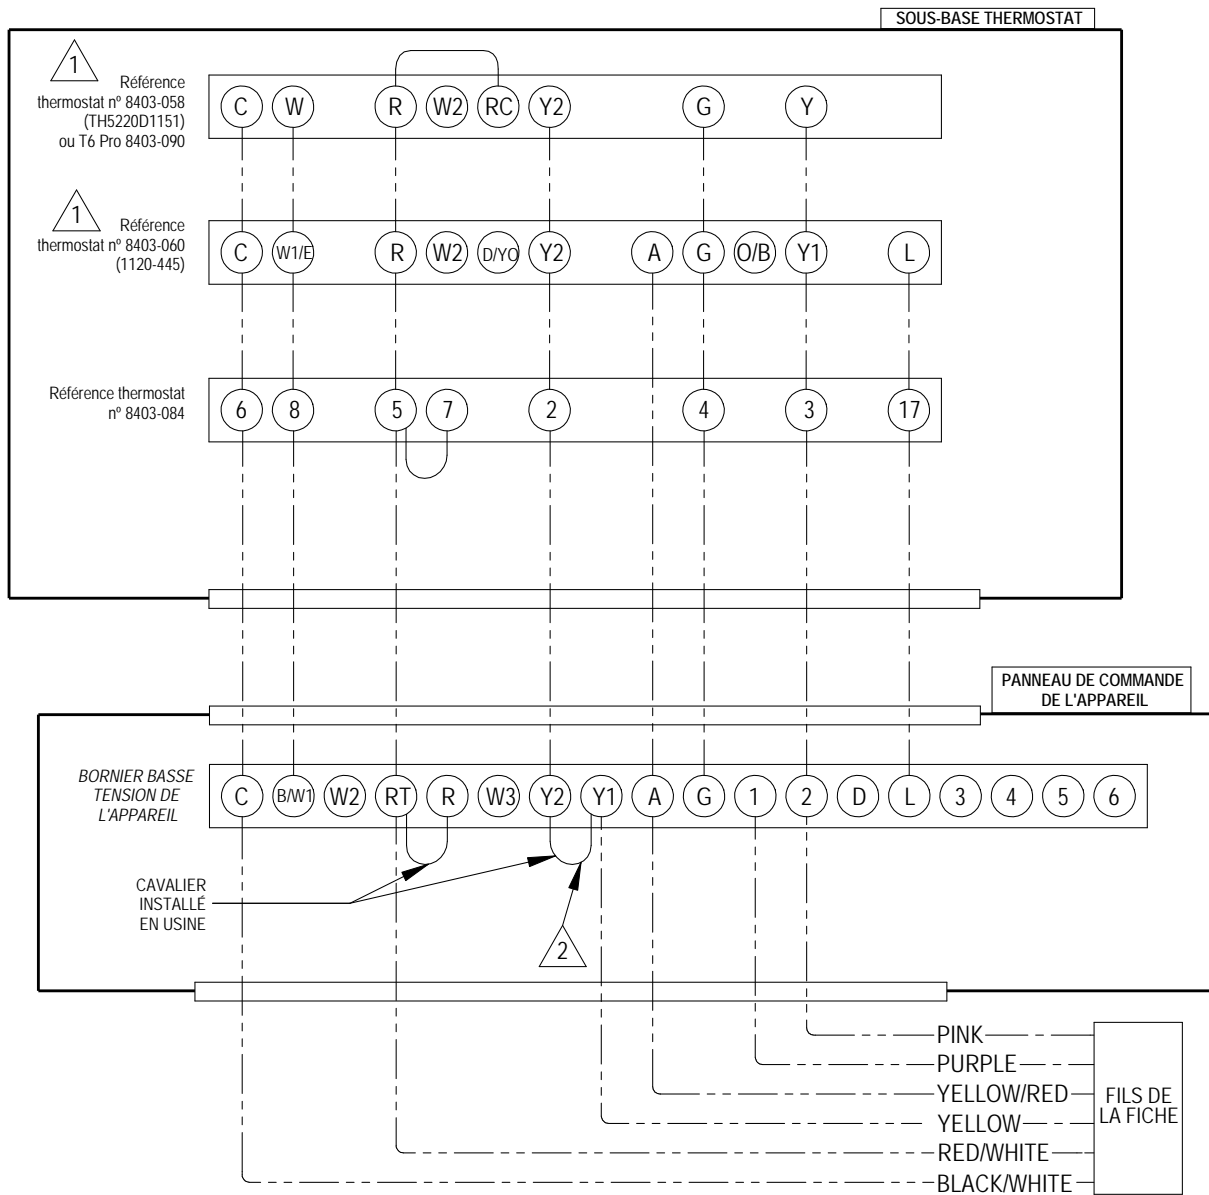 SOUS-BASE THERMOSTAT
1
Référence
thermostat nº 8403-058
(TH5220D1151)
ou T6 Pro 8403-090
C W R W2 RC Y2 G Y
1
Référence
thermostat nº 8403-060
(1120-445)
C W1/E R W2 D/YO Y2 A G O/B Y1 L
Référence thermostat
nº 8403-084
6 8 5 7 2 4 3 17
PANNEAU DE COMMANDE
DE L'APPAREIL
BORNIER BASSE
TENSION DE
L'APPAREIL
C B/W1 W2 RT R W3 Y2 Y1 A G 1 2 D L 3 4 5 6
CAVALIER
INSTALLÉ
EN USINE
2
PINK
PURPLE
YELLOW/RED
YELLOW
RED/WHITE
BLACK/WHITE
FILS DE
LA FICHE